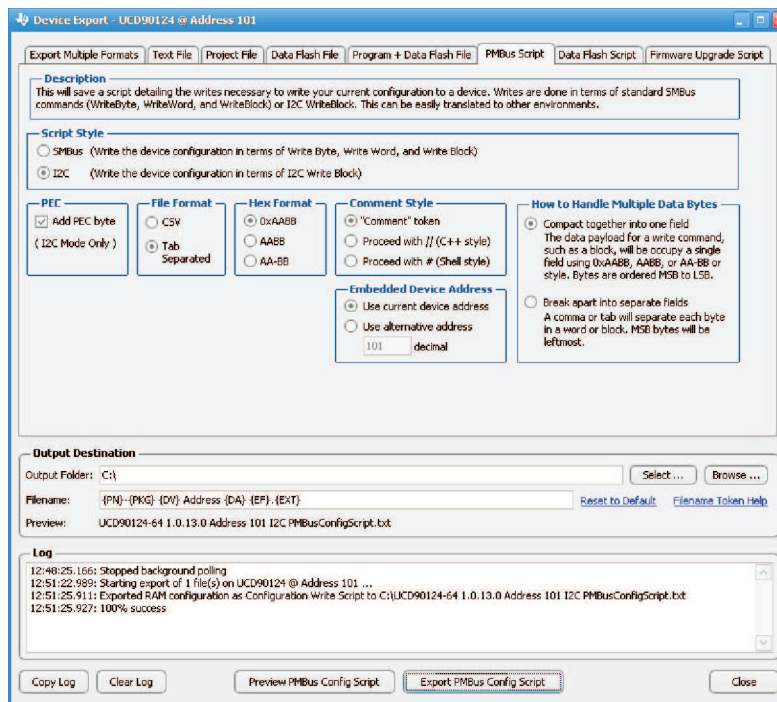 Device Export - UCD90124 @ Address 101
Export Multiple Formats
Text File
Project File
Data Flash File
Program + Data Flash File
PMBus Script
Data Flash Script
Firmware Upgrade Script
Description
This will save a script detailing the writes necessary to write your current configuration to a device. Writes are done in terms of standard SMBus
commands (WriteByte, WriteWord, and WriteBlock) or I2C WriteBlock. This can be easily translated to other environments.
Script Style
SMBus (Write the device configuration in terms of Write Byte, Write Word, and Write Block)
I2C (Write the device configuration in terms of I2C Write Block)
PEC
Add PEC byte
( I2C Mode Only )
File Format
CSV
Tab
Separated
Hex Format
0xAABB
AABB
AA-BB
Comment Style
"Comment" token
Proceed with // (C++ style)
Proceed with # (Shell style)
Embedded Device Address
Use current device address
Use alternative address
101 decimal
How to Handle Multiple Data Bytes
Compact together into one field
The data payload for a write command,
such as a block, will be occupy a single
field using 0xAABB, AABB, or AA-BB
style. Bytes are ordered MSB to LSB.
Break apart into separate fields
A comma or tab will separate each byte
in a word or block. MSB bytes will be
leftmost.
Output Destination
Output Folder: C:\
Select ...
Browse ...
Filename: {PN}-{PKG} {DV} Address {DA} {EF}.{EXT}
Reset to Default
Filename Token Help
Preview: UCD90124-64 1.0.13.0 Address 101 I2C PMBusConfigScript.txt
Log
12:48:25.166: Stopped background polling
12:51:22.989: Starting export of 1 file(s) on UCD90124 @ Address 101 ...
12:51:25.911: Exported RAM configuration as Configuration Write Script to C:\UCD90124-64 1.0.13.0 Address 101 I2C PMBusConfigScript.txt
12:51:25.927: 100% success
Copy Log
Clear Log
Preview PMBus Config Script
Export PMBus Config Script
Close